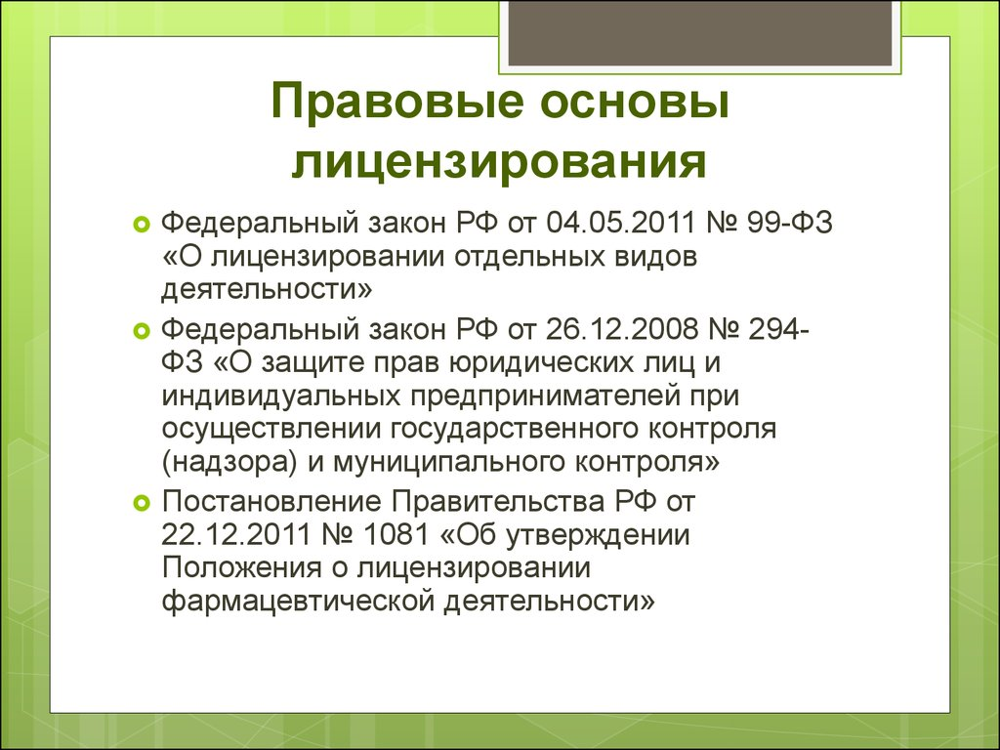 Правовые основы
лицензирования
Федеральный закон РФ от 04.05.2011 № 99-ФЗ
«О лицензировании отдельных видов
деятельности»
Федеральный закон РФ от 26.12.2008 № 294-
ФЗ «О защите прав юридических лиц и
индивидуальных предпринимателей при
осуществлении государственного контроля
(надзора) и муниципального контроля»
Постановление Правительства РФ от
22.12.2011 № 1081 «Об утверждении
Положения о лицензировании
фармацевтической деятельности»